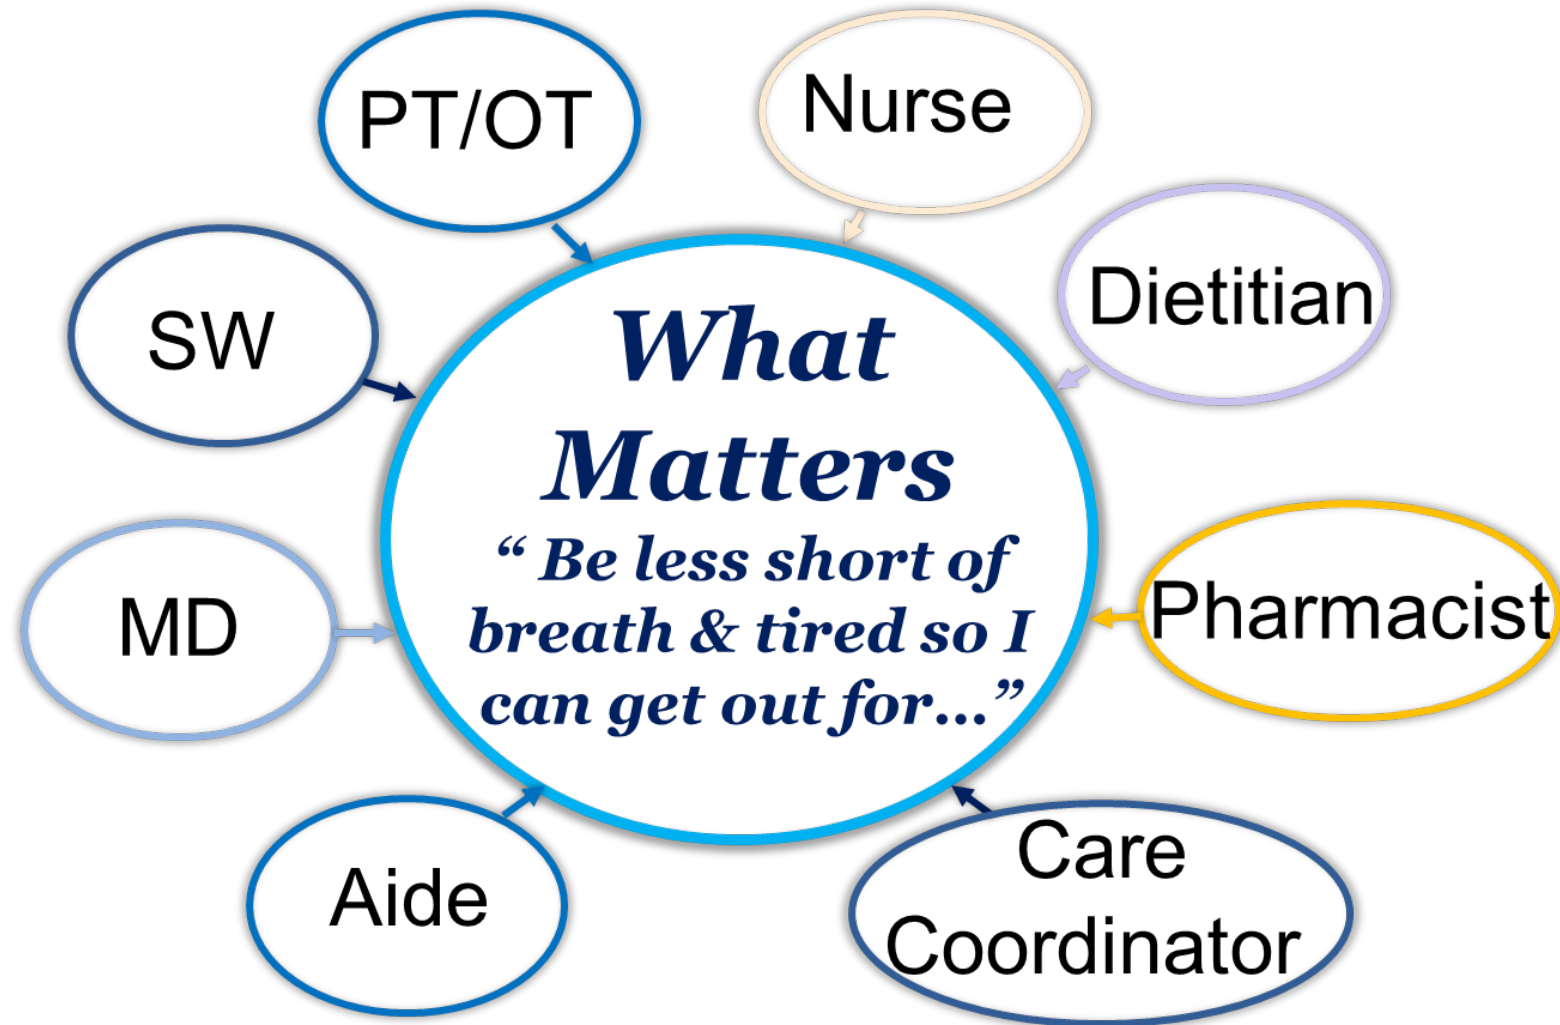 PT/OT
Nurse
SW
Dietitian
What
Matters
“ Be less short of
breath & tired so I
can get out for...”
MD
Pharmacist
Aide
Care
Coordinator